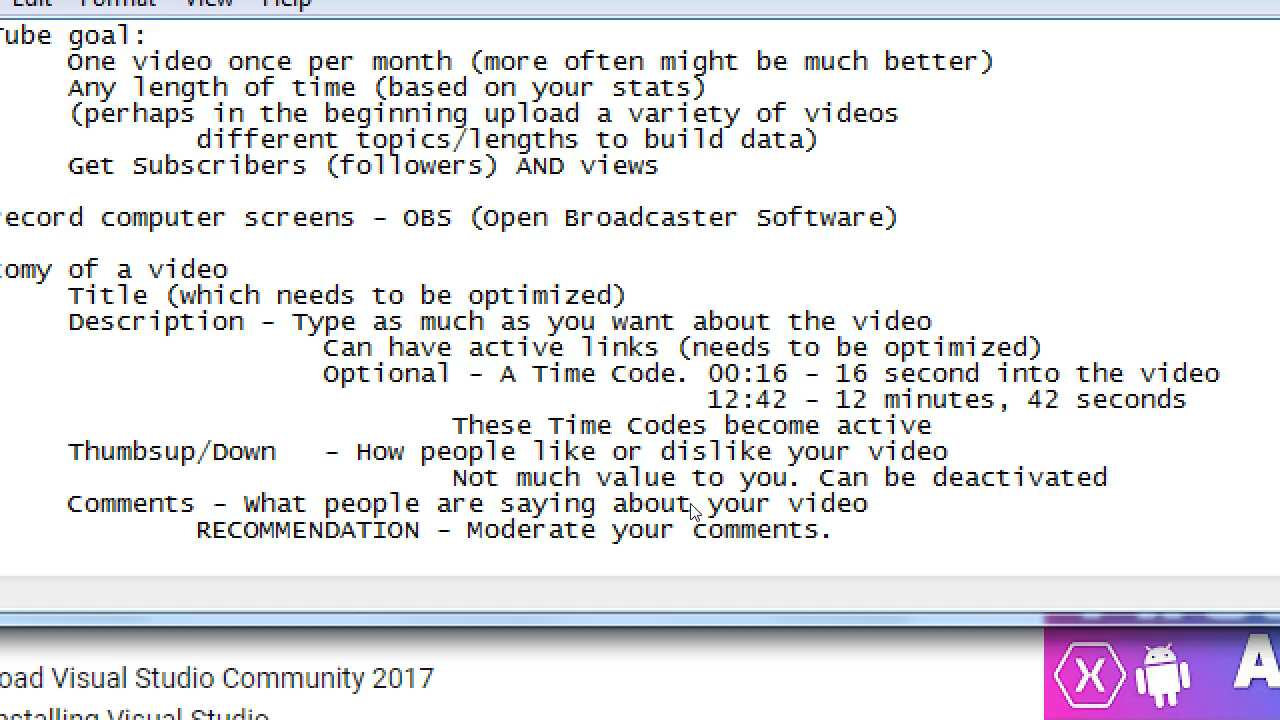 Edit Format View Help
Tube goal:
One video once per month (more often might be much better)
Any length of time (based on your stats)
(perhaps in the beginning upload a variety of videos
different topics/lengths to build data)
Get Subscribers (followers) AND views
record computer screens - OBS (Open Broadcaster Software)
tomy of a video
Title (which needs to be optimized)
Description - Type as much as you want about the video
Can have active links (needs to be optimized)
Optional - A Time Code. 00:16 - 16 second into the video
12:42 - 12 minutes, 42 seconds
These Time Codes become active
Thumbsup/Down - How people like or dislike your video
Not much value to you. Can be deactivated
Comments - What people are saying about your video
RECOMMENDATION - Moderate your comments.
oad Visual Studio Community 2017
nstalling Visual Studio
A